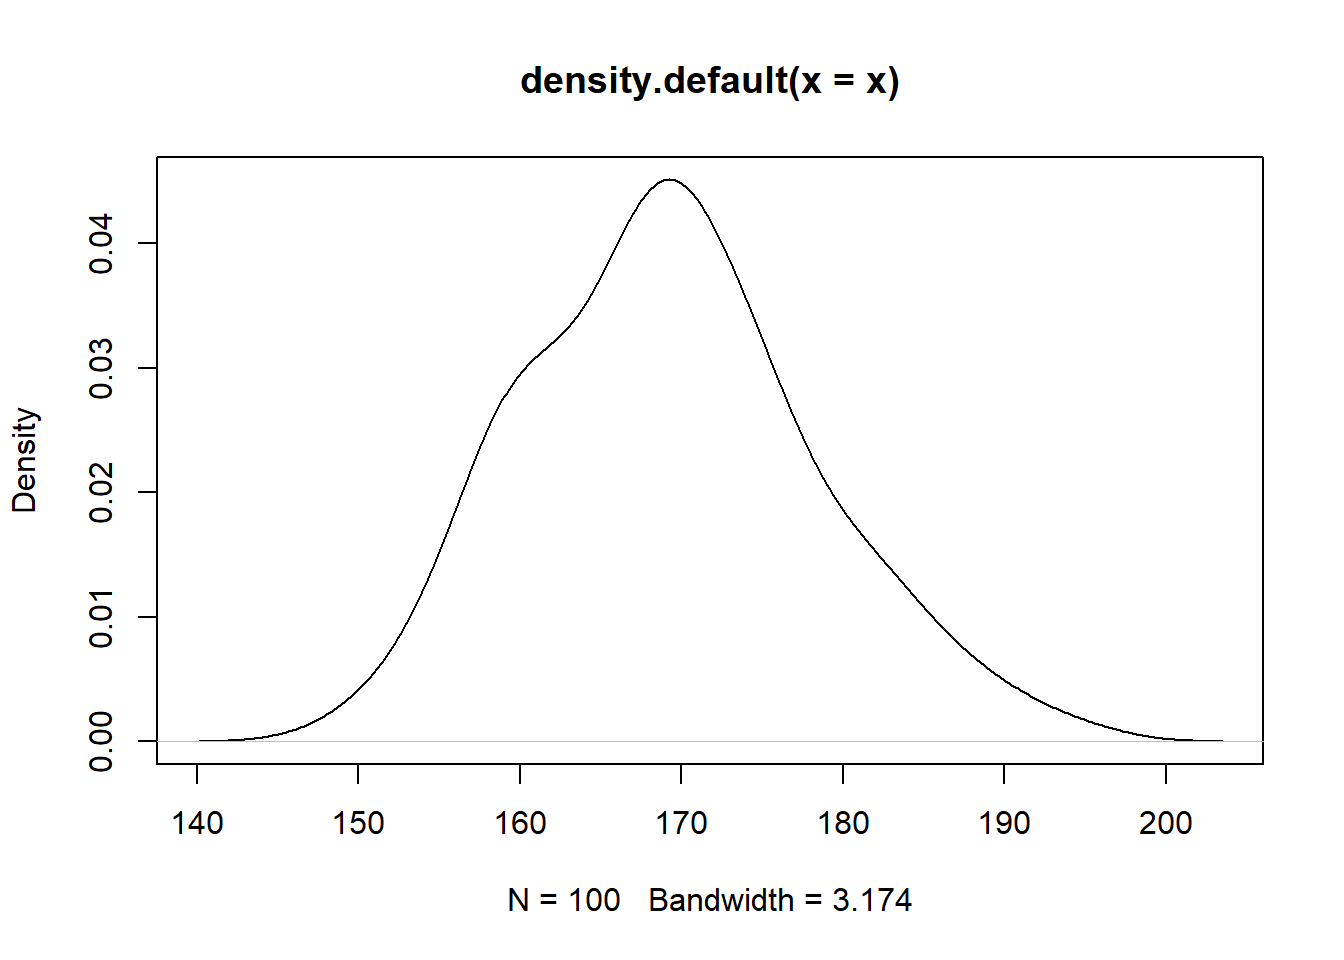 density.default(x = x)
Density
0.04
0.03
0.02
0.01
0.00
140 150 160 170 180 190 200
N = 100 Bandwidth = 3.174